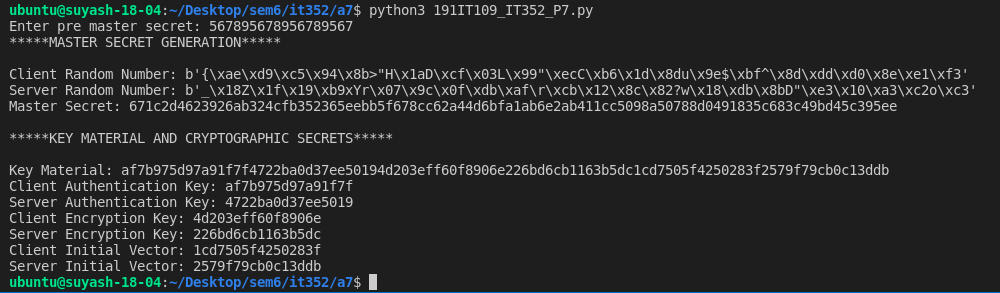 ubuntu@suyash-18-04:~/Desktop/sem6/it352/a7$ python3 191IT109_IT352_P7.py
Enter pre master secret: 567895678956789567
*****MASTER SECRET GENERATION*****
Client Random Number: b'{\xae\xd9\xc5\x94\x8b>"H\x1aD\xcf\x03L\x99"\xecC\xb6\x1d\x8du\x9e$\xbf^\x8d\xdd\xd0\x8e\xe1\xf3'
Server Random Number: b'_\x18Z\x1f\x19\xb9xYr\x07\x9c\x0f\xdb\xaf\r\xcb\x12\x8c\x82?w\x18\xdb\x8bD"\xe3\x10\xa3\xc2o\xc3'
Master Secret: 671c2d4623926ab324cfb352365eebb5f678cc62a44d6bfa1ab6e2ab411cc5098a50788d0491835c683c49bd45c395ee
*****KEY MATERIAL AND CRYPTOGRAPHIC SECRETS*****
Key Material: af7b975d97a91f7f4722ba0d37ee50194d203eff60f8906e226bd6cb1163b5dc1cd7505f4250283f2579f79cb0c13ddb
Client Authentication Key: af7b975d97a91f7f
Server Authentication Key: 4722ba0d37ee5019
Client Encryption Key: 4d203eff60f8906e
Server Encryption Key: 226bd6cb1163b5dc
Client Initial Vector: 1cd7505f4250283f
Server Initial Vector: 2579f79cb0c13ddb
ubuntu@suyash-18-04:~/Desktop/sem6/it352/a7$